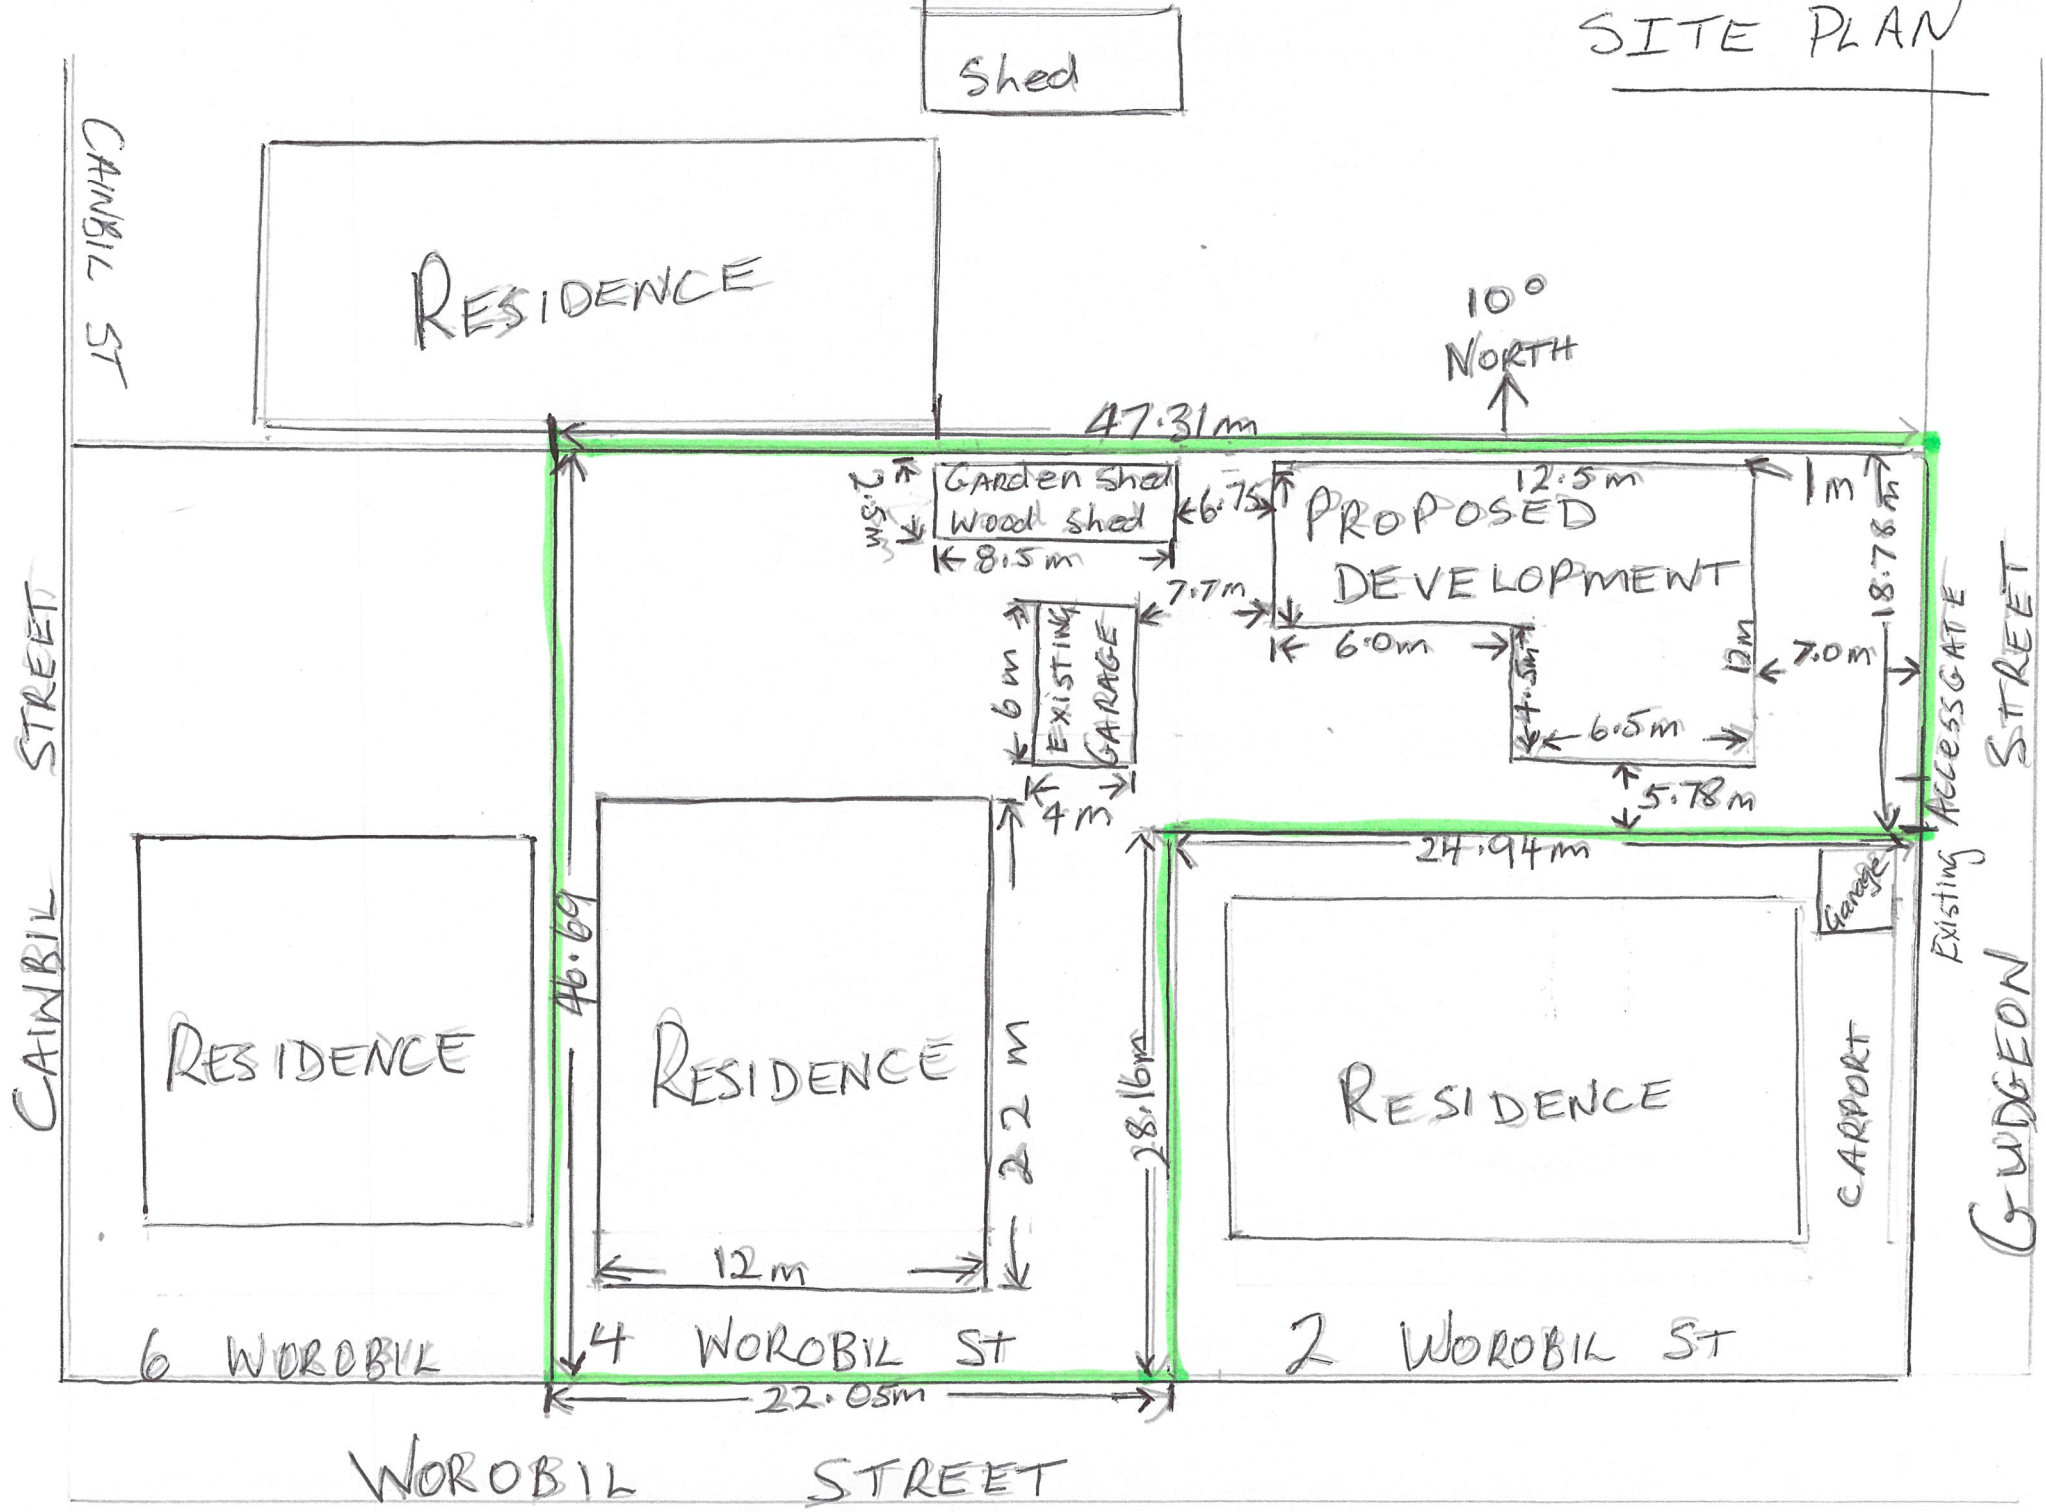 SITE PLAN
Shed
CAINBIL ST
RESIDENCE
10°
NORTH
47.31m
GARDEN Shed
Wood Shed
2.5m
8.5m
6.75
12.5m
1m
PROPOSED
DEVELOPMENT
18.78m
7.7m
6.0m
4.5m
12m
7.0m
6.5m
5.78m
EXISTING
GARAGE
6m
4m
Existing ACCESS GATE
CAINBIL STREET
GUDGEON STREET
46.69
24.94m
Garage
28.16m
RESIDENCE
RESIDENCE
22m
12m
RESIDENCE
CARPORT
6 WOROBIL
4 WOROBIL ST
2 WOROBIL ST
22.05m
WOROBIL STREET